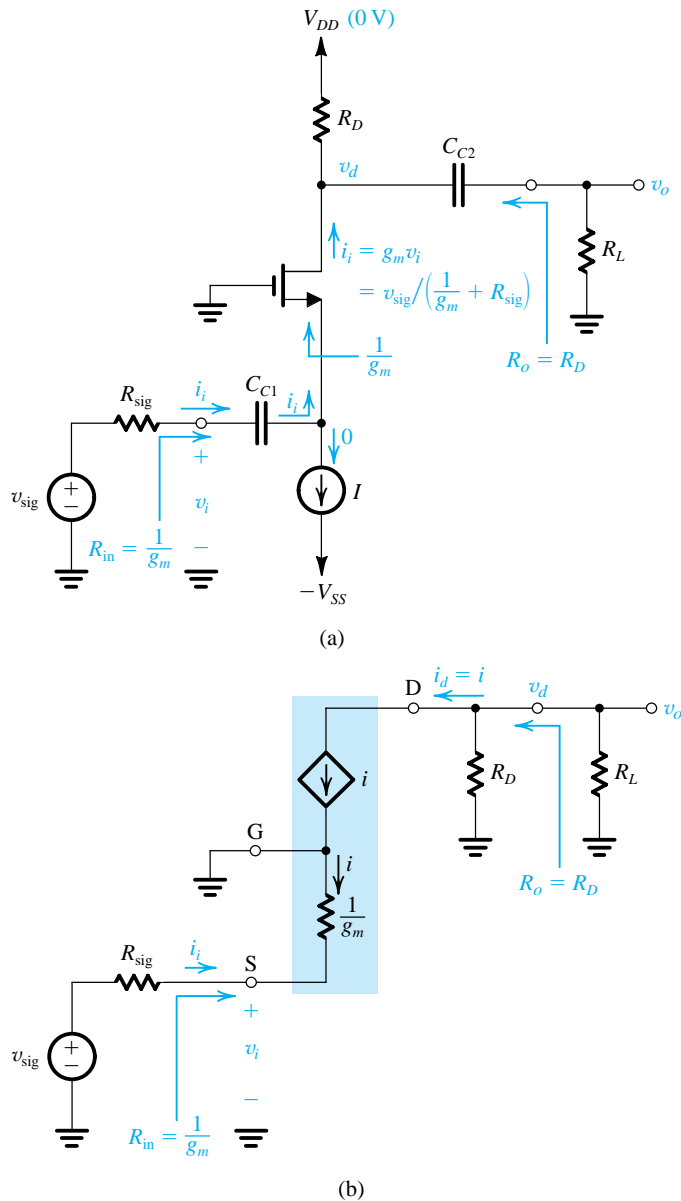 V_DD (0 V)
R_D
C_C2
v_d
v_o
i_i = g_m v_i
= v_sig/(1/g_m + R_sig)
R_L
1/g_m
R_o = R_D
R_sig
i_i
C_C1
i_i
0
+
v_sig
+
−
v_i
I
R_in = 1/g_m
−
−V_SS
(a)
D
i_d = i
v_d
v_o
R_D
R_L
i
G
i
R_o = R_D
1/g_m
R_sig
i_i
S
+
v_sig
+
−
v_i
−
R_in = 1/g_m
(b)